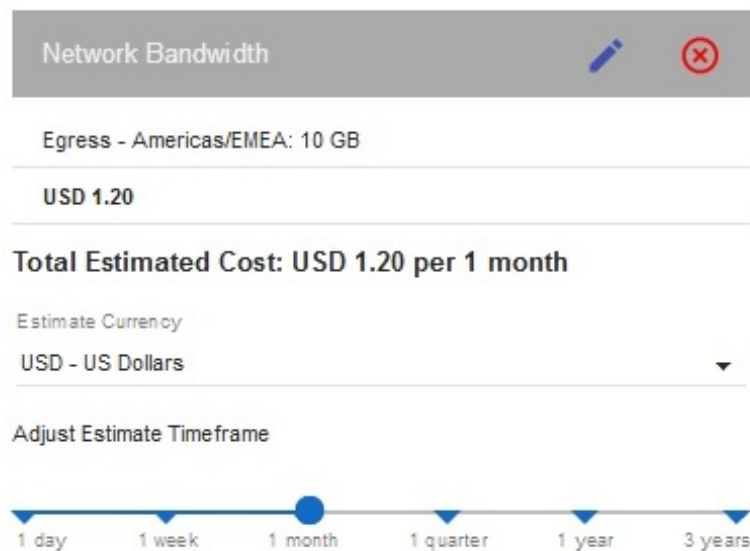 Network Bandwidth
Egress - Americas/EMEA: 10 GB
USD 1.20
Total Estimated Cost: USD 1.20 per 1 month
Estimate Currency
USD - US Dollars
Adjust Estimate Timeframe
1 day 1 week 1 month 1 quarter 1 year 3 years